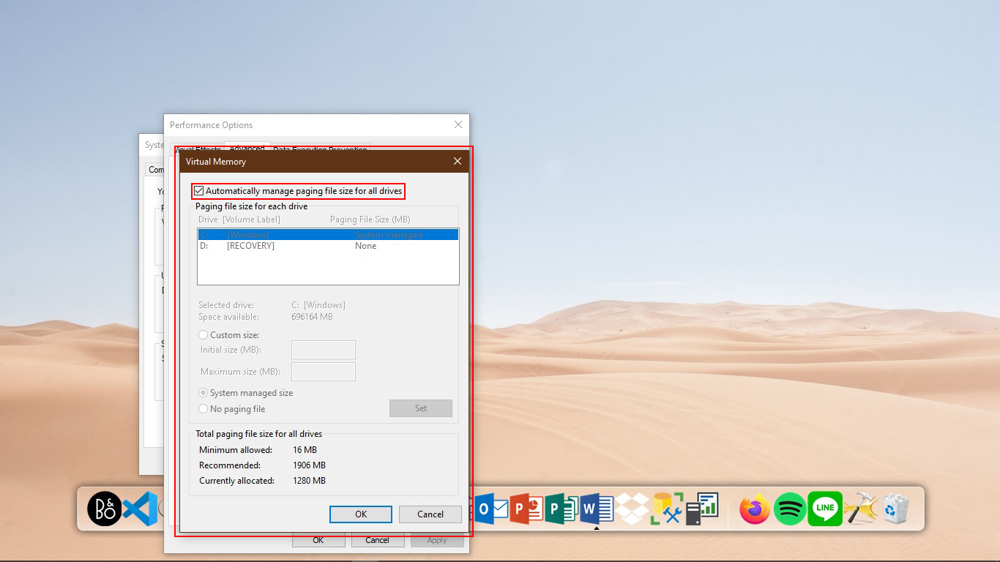 Performance Options
Syste
Visual Effects Advanced Data Execution Prevention
Virtual Memory
Com
Automatically manage paging file size for all drives
Paging file size for each drive
Drive [Volume Label] Paging File Size (MB)
C: [Windows] System managed
D: [RECOVERY] None
Selected drive: C: [Windows]
Space available: 696164 MB
Custom size:
Initial size (MB):
Maximum size (MB):
System managed size
No paging file Set
Total paging file size for all drives
Minimum allowed: 16 MB
Recommended: 1906 MB
Currently allocated: 1280 MB
OK Cancel
OK Cancel Apply
B&O
LINE